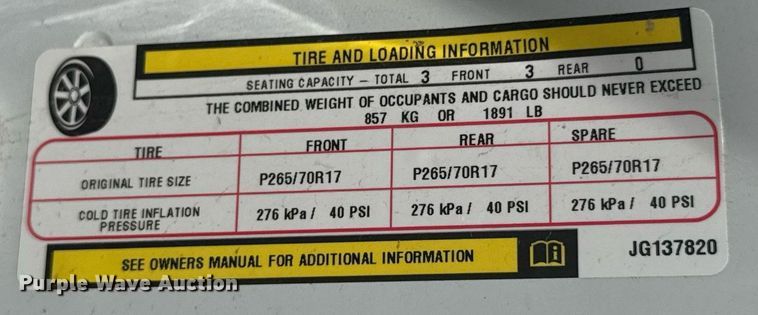 TIRE AND LOADING INFORMATION
SEATING CAPACITY – TOTAL 3 FRONT 3 REAR 0
THE COMBINED WEIGHT OF OCCUPANTS AND CARGO SHOULD NEVER EXCEED
857 KG OR 1891 LB
TIRE FRONT REAR SPARE
ORIGINAL TIRE SIZE P265/70R17 P265/70R17 P265/70R17
COLD TIRE INFLATION PRESSURE 276 kPa / 40 PSI 276 kPa / 40 PSI 276 kPa / 40 PSI
SEE OWNERS MANUAL FOR ADDITIONAL INFORMATION JG137820
Purple Wave Auction